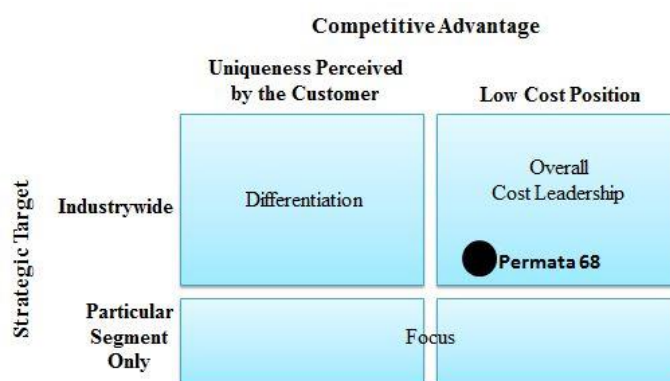 Competitive Advantage
Uniqueness Perceived
by the Customer
Low Cost Position
Strategic Target
Industrywide
Differentiation
Overall
Cost Leadership
Permata 68
Particular
Segment
Only
Focus